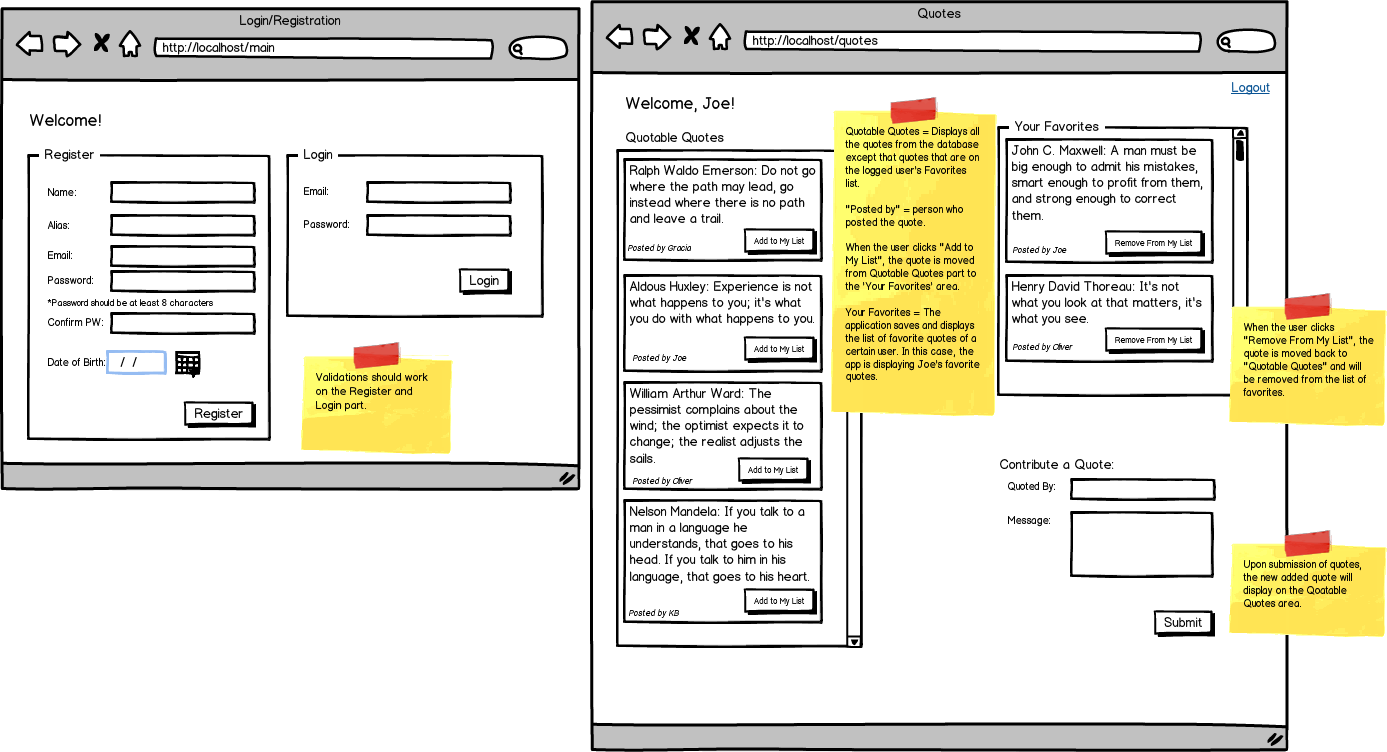 Login/Registration
http://localhost/main
Welcome!
Register
Name:
Alias:
Email:
Password:
*Password should be at least 8 characters
Confirm PW:
Date of Birth:
/ /
Register
Login
Email:
Password:
Login
Validations should work
on the Register and
Login part.
Quotes
http://localhost/quotes
Logout
Welcome, Joe!
Quotable Quotes
Ralph Waldo Emerson: Do not go
where the path may lead, go
instead where there is no path
and leave a trail.
Posted by Gracia
Add to My List
Aldous Huxley: Experience is not
what happens to you; it's what
you do with what happens to you.
Posted by Joe
Add to My List
William Arthur Ward: The
pessimist complains about the
wind; the optimist expects it to
change; the realist adjusts the
sails.
Posted by Oliver
Add to My List
Nelson Mandela: If you talk to a
man in a language he
understands, that goes to his
head. If you talk to him in his
language, that goes to his heart.
Posted by KB
Add to My List
Quotable Quotes = Displays all
the quotes from the database
except that quotes that are on
the logged user's Favorites
list.
"Posted by" = person who
posted the quote.
When the user clicks "Add to
My List", the quote is moved
from Quotable Quotes part to
the 'Your Favorites' area.
Your Favorites = The
application saves and displays
the list of favorite quotes of a
certain user. In this case, the
app is displaying Joe's favorite
quotes.
Your Favorites
John C. Maxwell: A man must be
big enough to admit his mistakes,
smart enough to profit from them,
and strong enough to correct
them.
Posted by Joe
Remove From My List
Henry David Thoreau: It's not
what you look at that matters, it's
what you see.
Posted by Oliver
Remove From My List
When the user clicks
"Remove From My List", the
quote is moved back to
"Quotable Quotes" and will
be removed from the list of
favorites.
Contribute a Quote:
Quoted By:
Message:
Submit
Upon submission of quotes,
the new added quote will
display on the Qoatable
Quotes area.